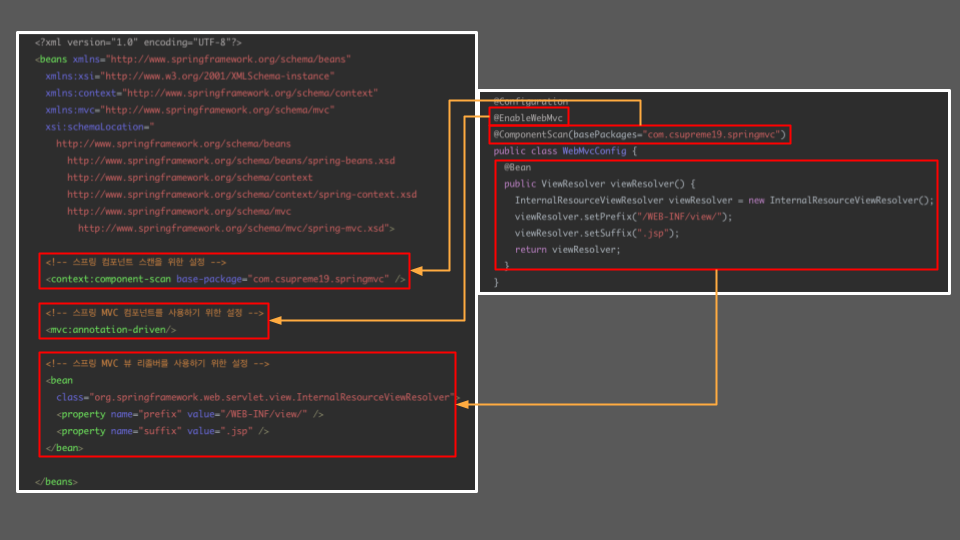 <?xml version="1.0" encoding="UTF-8"?>
<beans xmlns="http://www.springframework.org/schema/beans"
xmlns:xsi="http://www.w3.org/2001/XMLSchema-instance"
xmlns:context="http://www.springframework.org/schema/context"
xmlns:mvc="http://www.springframework.org/schema/mvc"
xsi:schemaLocation="
http://www.springframework.org/schema/beans
http://www.springframework.org/schema/beans/spring-beans.xsd
http://www.springframework.org/schema/context
http://www.springframework.org/schema/context/spring-context.xsd
http://www.springframework.org/schema/mvc
http://www.springframework.org/schema/mvc/spring-mvc.xsd">
<!-- 스프링 컴포넌트 스캔을 위한 설정 -->
<context:component-scan base-package="com.csupreme19.springmvc" />
<!-- 스프링 MVC 컴포넌트를 사용하기 위한 설정 -->
<mvc:annotation-driven/>
<!-- 스프링 MVC 뷰 리졸버를 사용하기 위한 설정 -->
<bean
class="org.springframework.web.servlet.view.InternalResourceViewResolver">
<property name="prefix" value="/WEB-INF/view/" />
<property name="suffix" value=".jsp" />
</bean>
</beans>
@Configuration
@EnableWebMvc
@ComponentScan(basePackages="com.csupreme19.springmvc")
public class WebMvcConfig {
@Bean
public ViewResolver viewResolver() {
InternalResourceViewResolver viewResolver = new InternalResourceViewResolver();
viewResolver.setPrefix("/WEB-INF/view/");
viewResolver.setSuffix(".jsp");
return viewResolver;
}
}